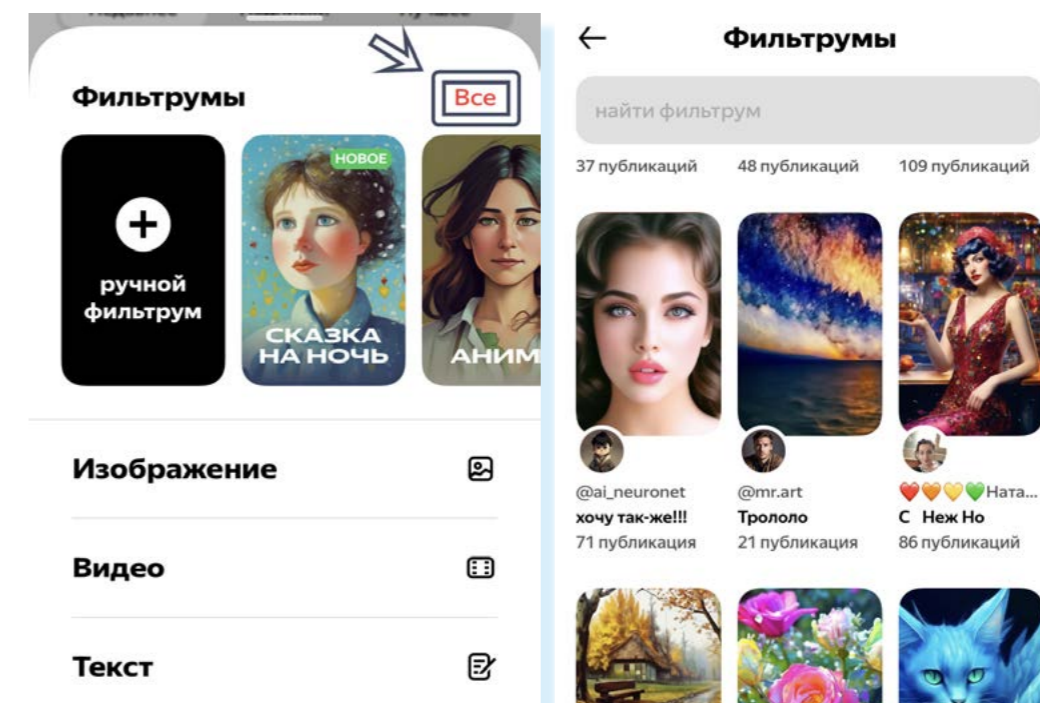 Фильтрумы
Все
НОВОЕ
ручной
фильтрум
СКАЗКА
НА НОЧЬ
АНИМ
Изображение
Видео
Текст
Фильтрумы
найти фильтрум
37 публикаций
48 публикаций
109 публикаций
@ai_neuronet
хочу так-же!!!
71 публикация
@mr.art
Трололо
21 публикация
❤️🧡💛💚Ната...
С Неж Но
86 публикаций